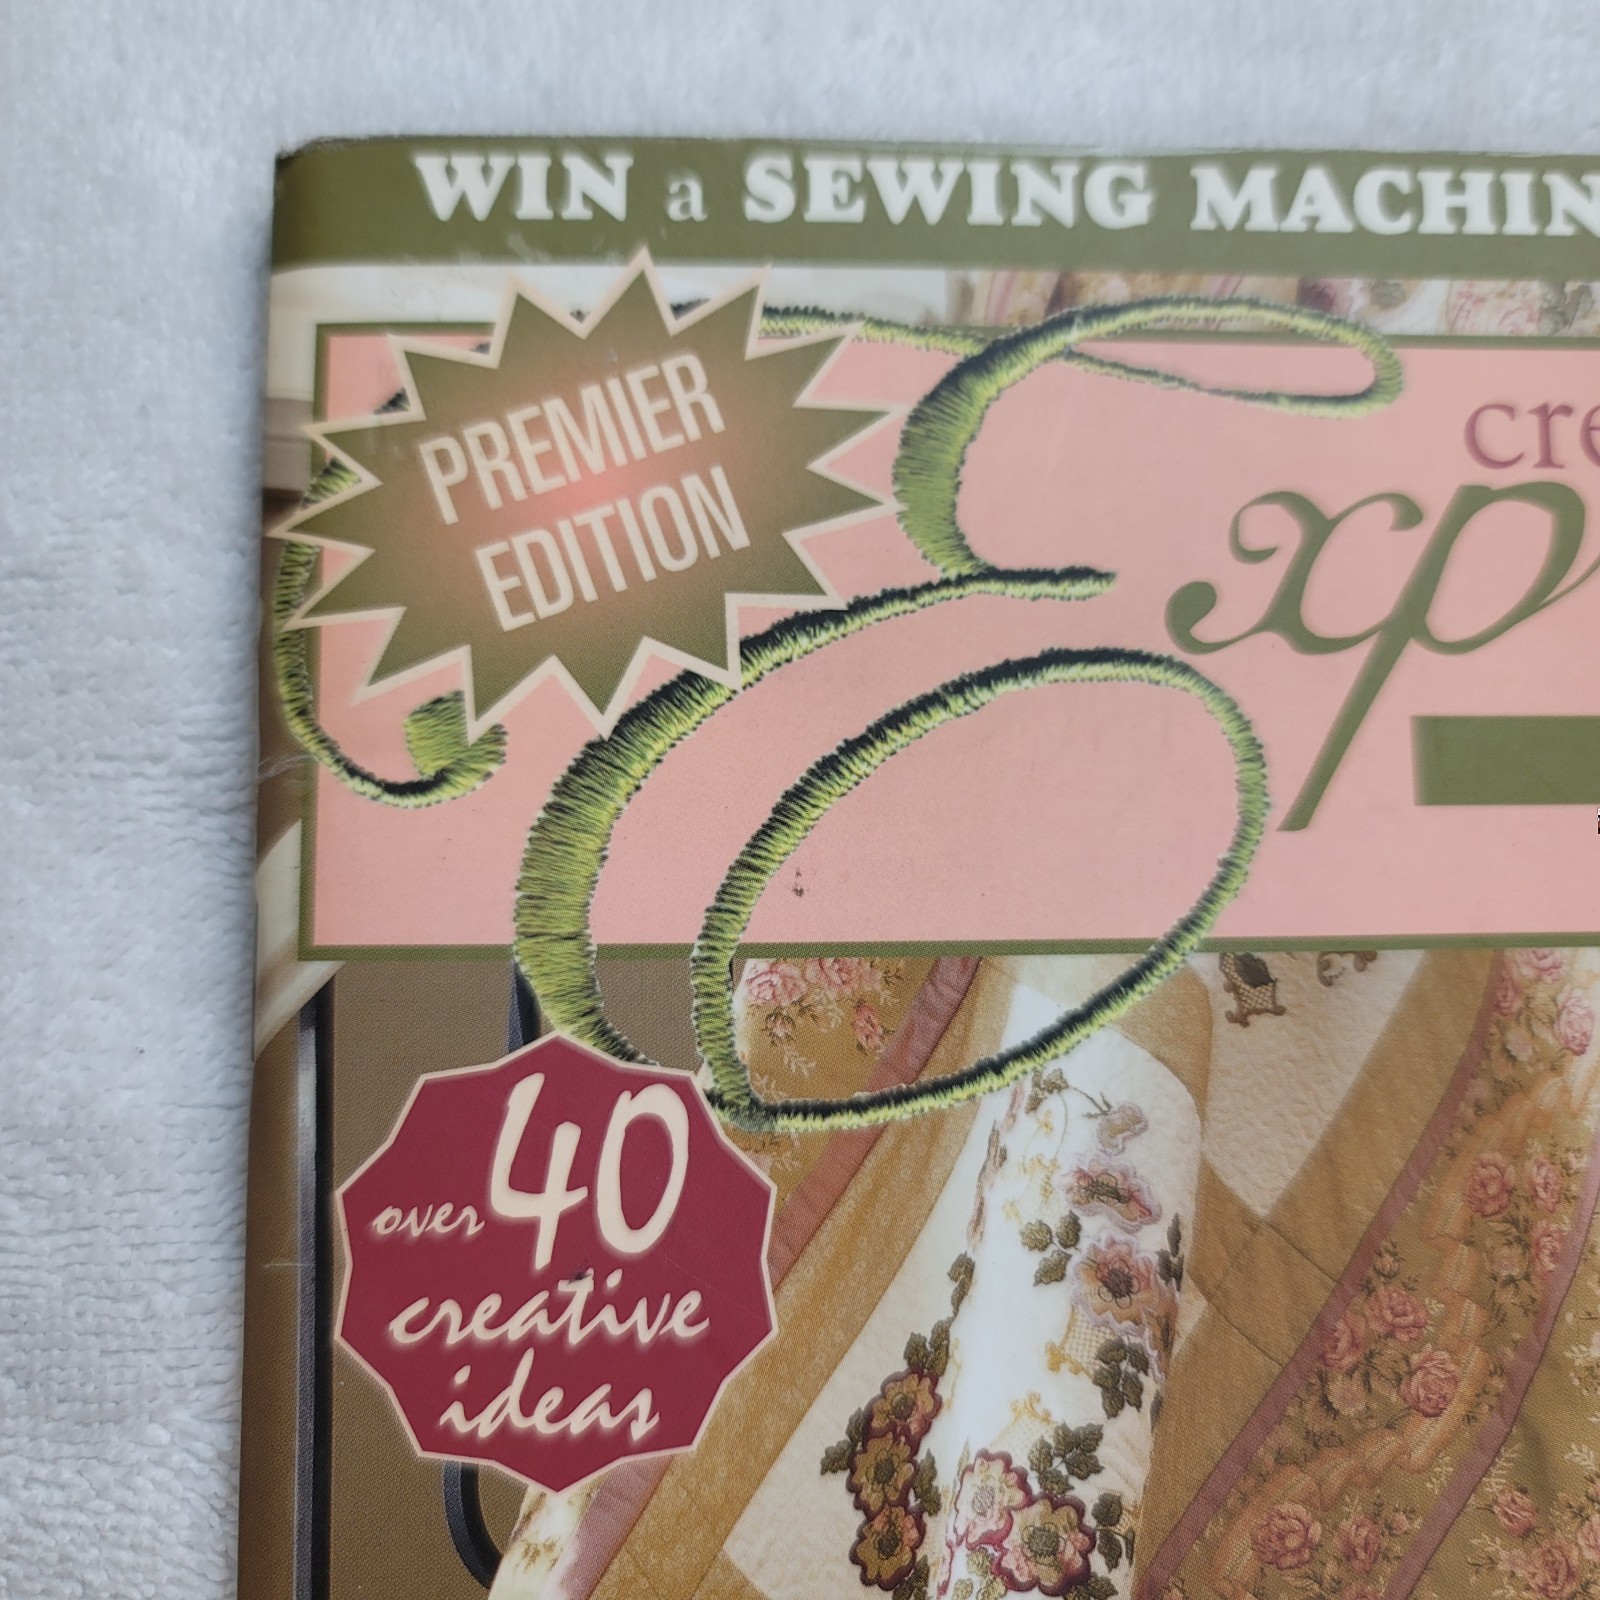 WIN a SEWING MACHIN
PREMIER
EDITION
cre
Exp
over 40
creative
ideas